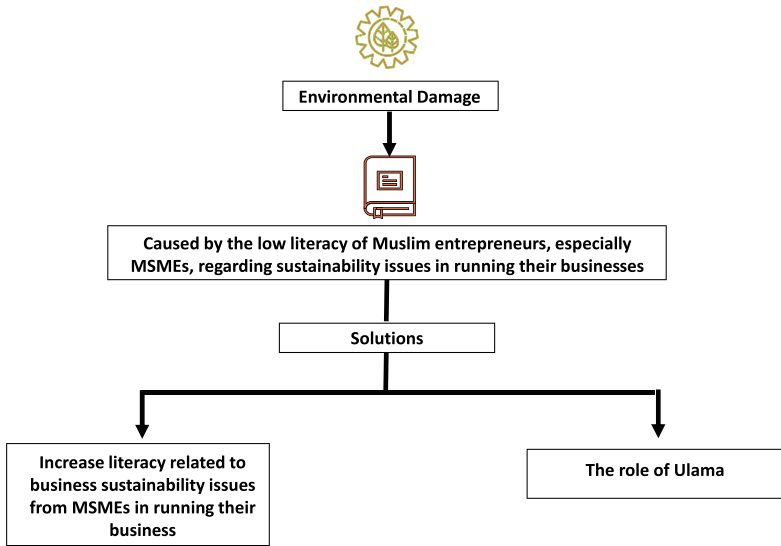 Environmental Damage
Caused by the low literacy of Muslim entrepreneurs, especially
MSMEs, regarding sustainability issues in running their businesses
Solutions
Increase literacy related to
business sustainability issues
from MSMEs in running their
business
The role of Ulama